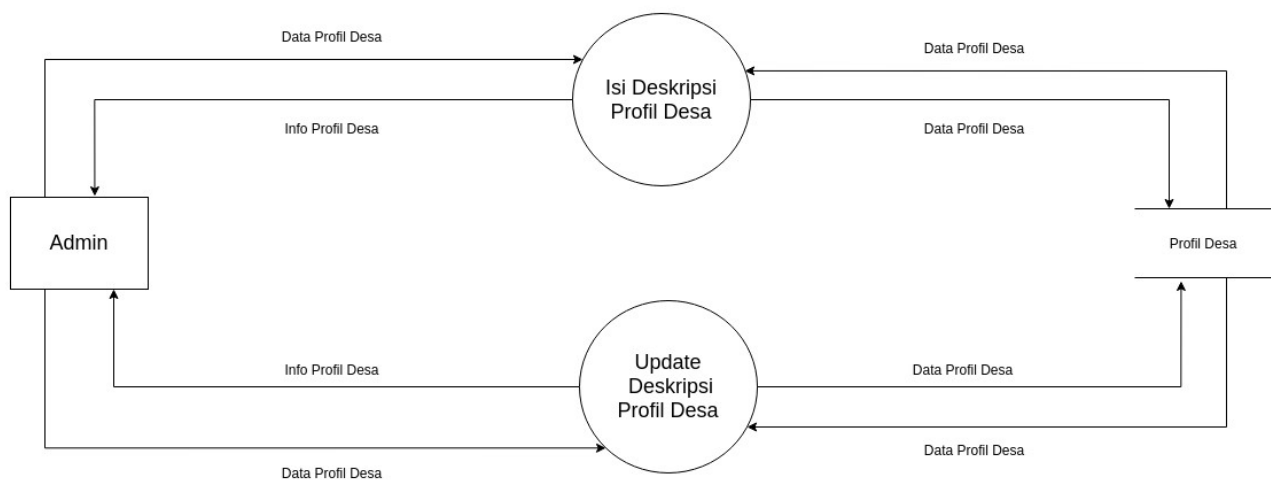 Data Profil Desa
Data Profil Desa
Isi Deskripsi
Profil Desa
Info Profil Desa
Data Profil Desa
Admin
Profil Desa
Update
Deskripsi
Profil Desa
Info Profil Desa
Data Profil Desa
Data Profil Desa
Data Profil Desa